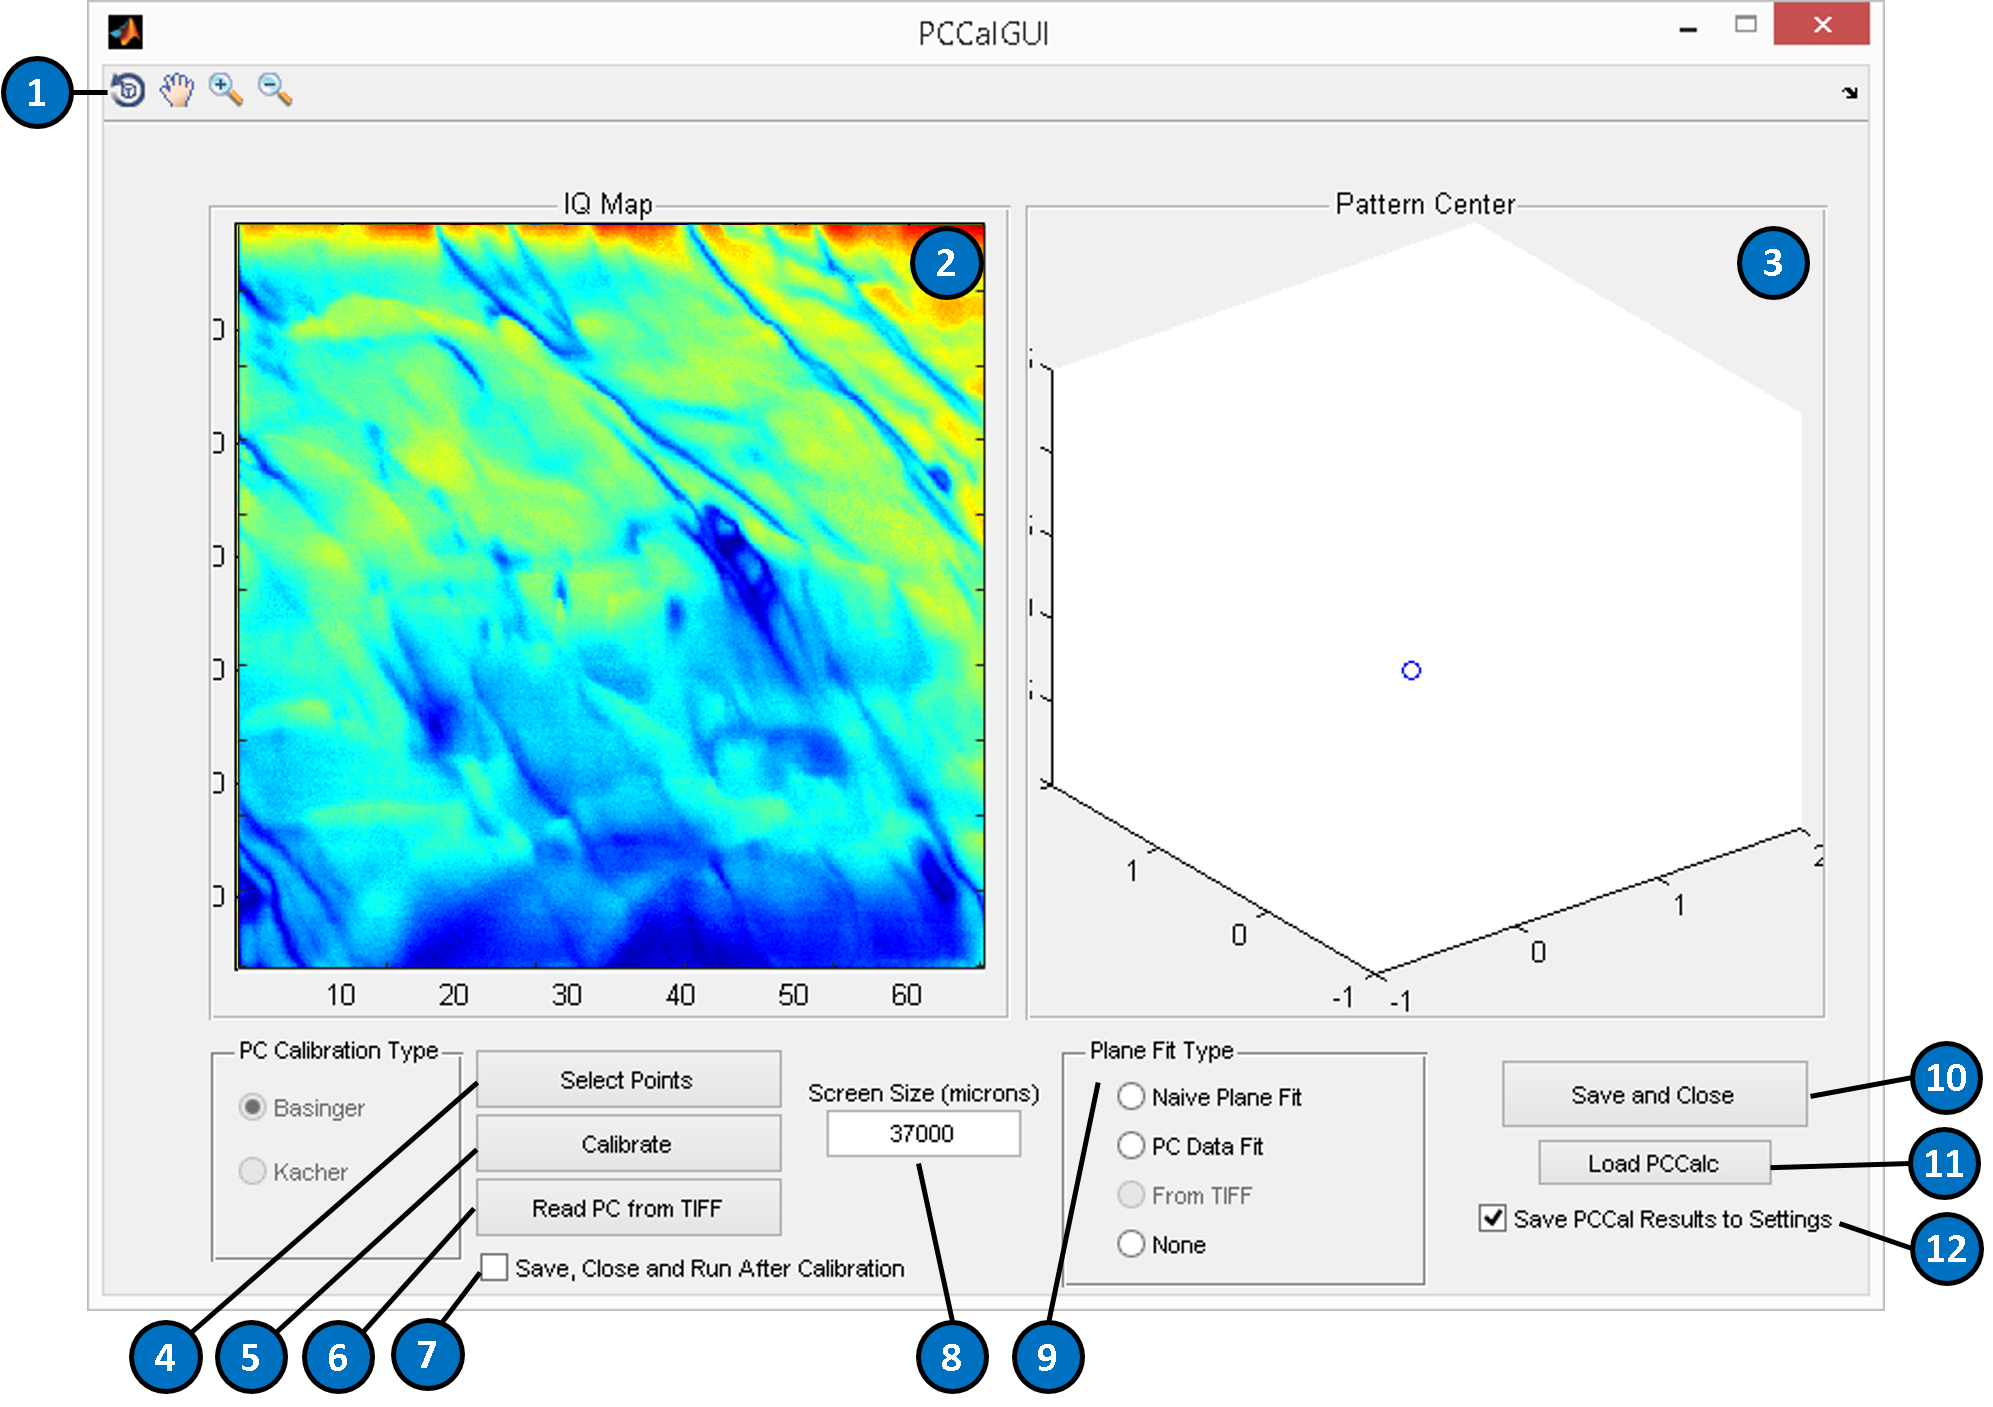 PCCalGUI
1
IQ Map
Pattern Center
2
3
10 20 30 40 50 60
1
0
-1
-1
0
1
2
PC Calibration Type
Basinger
Kacher
Select Points
Calibrate
Read PC from TIFF
Save, Close and Run After Calibration
Screen Size (microns)
37000
Plane Fit Type
Naive Plane Fit
PC Data Fit
From TIFF
None
Save and Close
Load PCCalc
Save PCCal Results to Settings
10
11
12
4 5 6 7 8 9